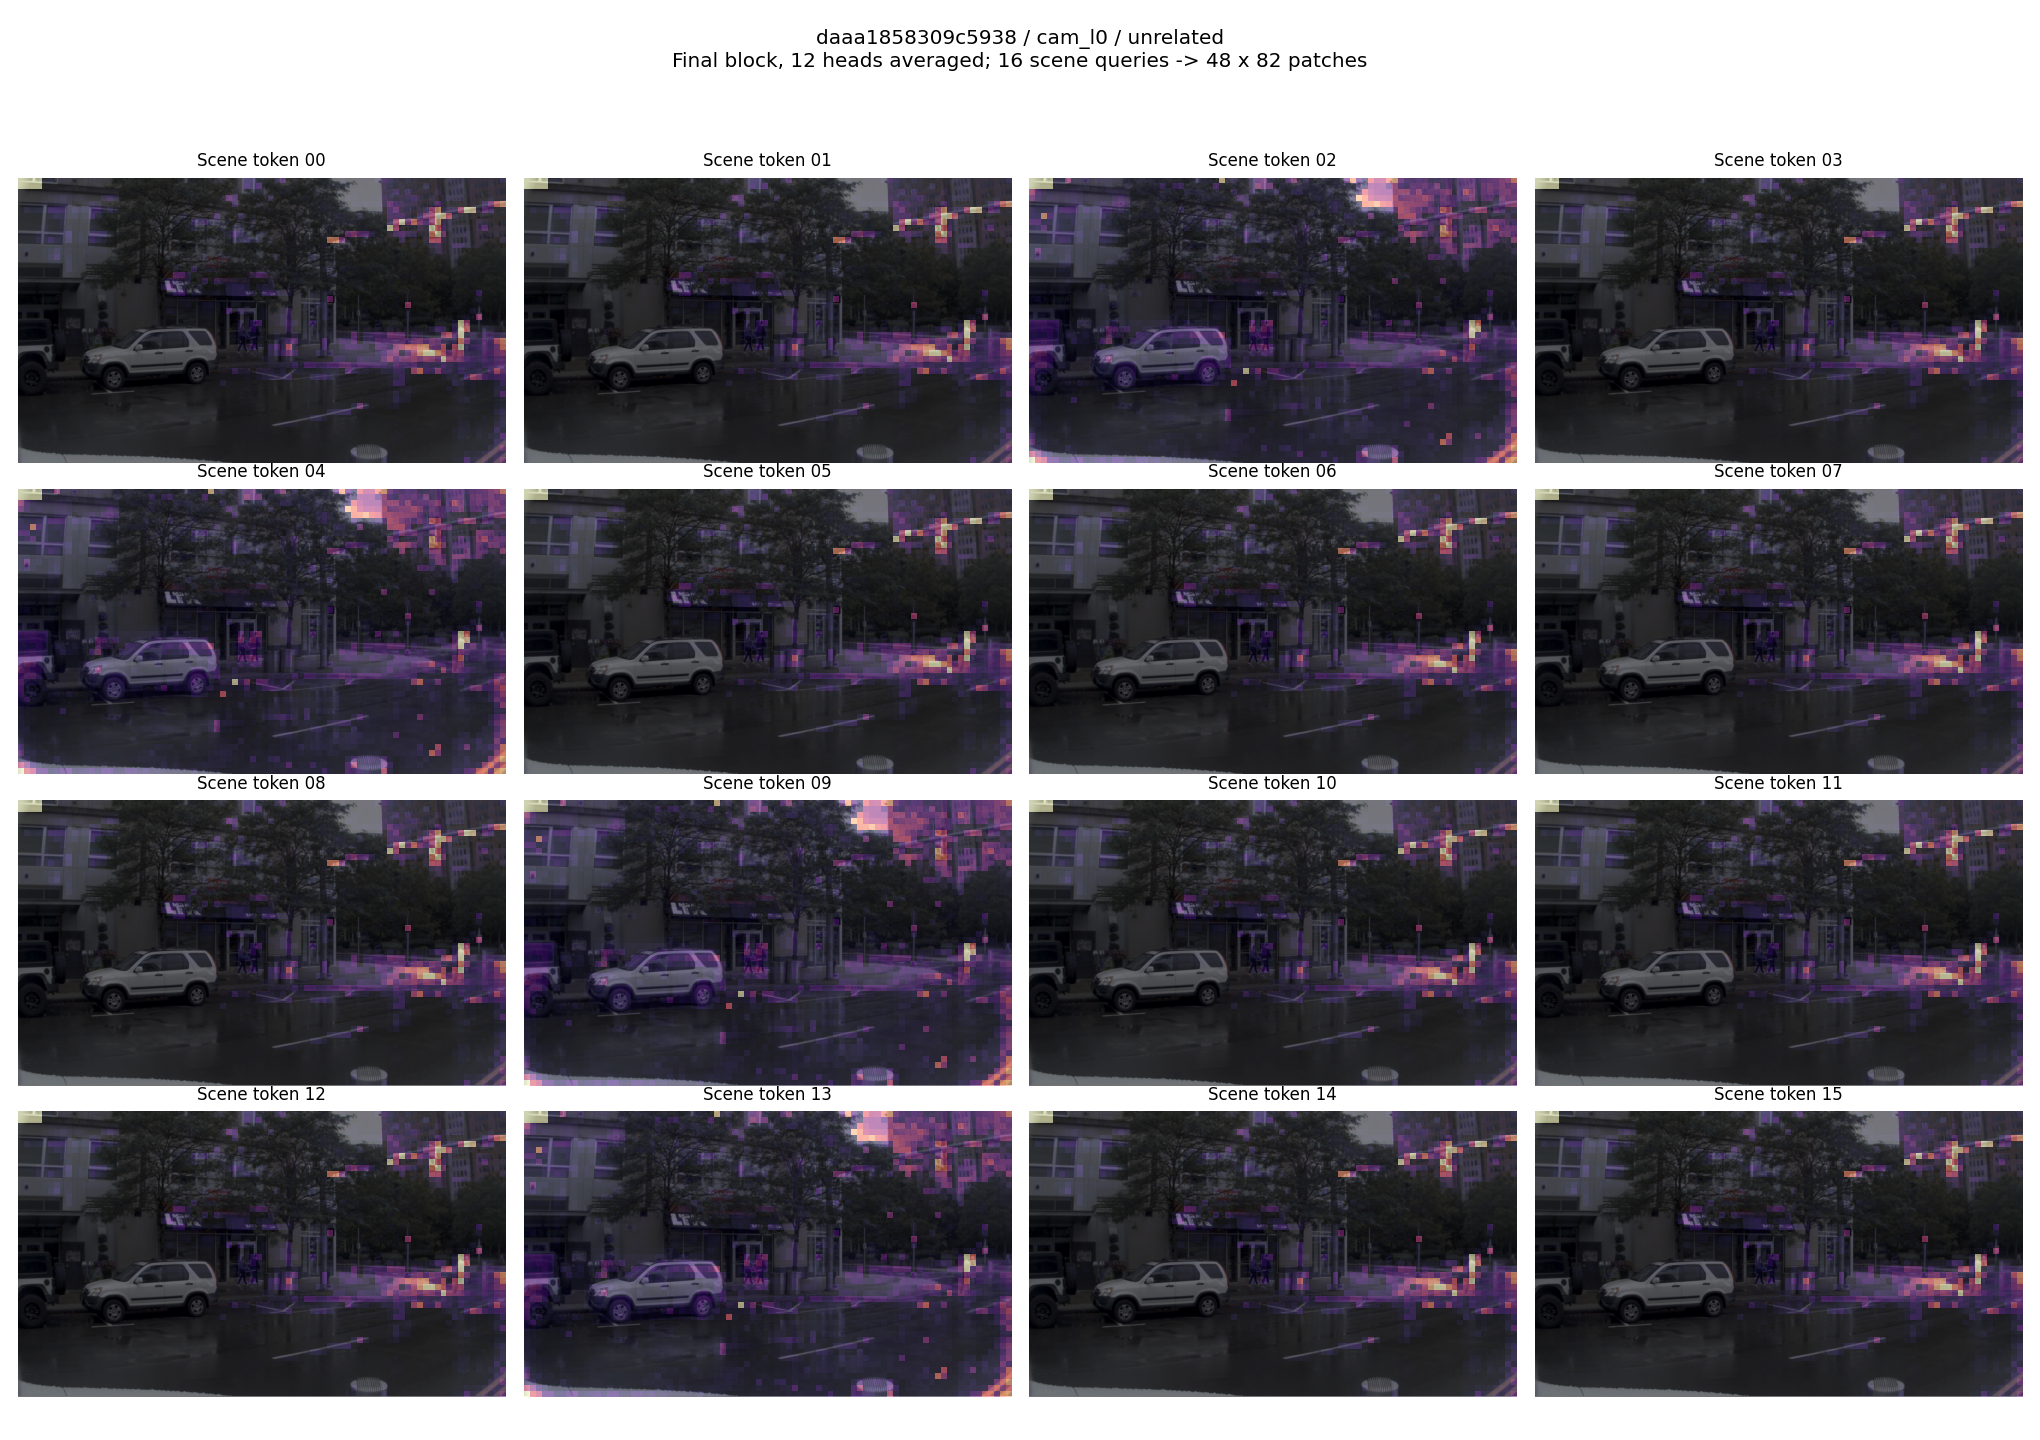 daaa1858309c5938 / cam_l0 / unrelated
Final block, 12 heads averaged; 16 scene queries -> 48 x 82 patches
Scene token 00
Scene token 01
Scene token 02
Scene token 03
Scene token 04
Scene token 05
Scene token 06
Scene token 07
Scene token 08
Scene token 09
Scene token 10
Scene token 11
Scene token 12
Scene token 13
Scene token 14
Scene token 15